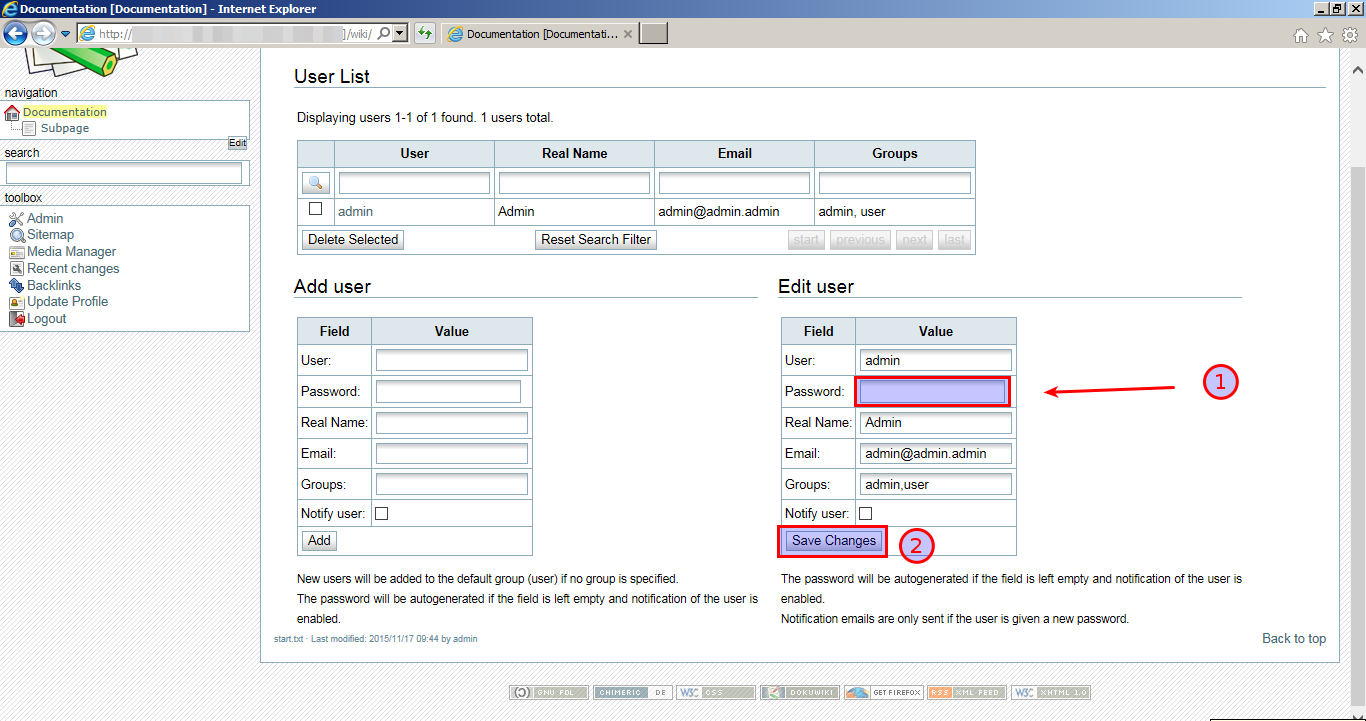 Documentation [Documentation] - Internet Explorer
http:// ]/wiki/
Documentation [Documentati...
navigation
Documentation
Subpage
Edit
search
toolbox
Admin
Sitemap
Media Manager
Recent changes
Backlinks
Update Profile
Logout
User List
Displaying users 1-1 of 1 found. 1 users total.
User Real Name Email Groups
admin Admin admin@admin.admin admin, user
Delete Selected Reset Search Filter start previous next last
Add user
Field Value
User:
Password:
Real Name:
Email:
Groups:
Notify user:
Add
New users will be added to the default group (user) if no group is specified.
The password will be autogenerated if the field is left empty and notification of the user is
enabled.
Edit user
Field Value
User: admin
Password:
1
Real Name: Admin
Email: admin@admin.admin
Groups: admin,user
Notify user:
Save Changes
2
The password will be autogenerated if the field is left empty and notification of the user is
enabled.
Notification emails are only sent if the user is given a new password.
start.txt · Last modified: 2015/11/17 09:44 by admin
Back to top
GNU FDL CHIMERIC DE W3C CSS DOKUWIKI GET FIREFOX RSS XML FEED W3C XHTML 1.0